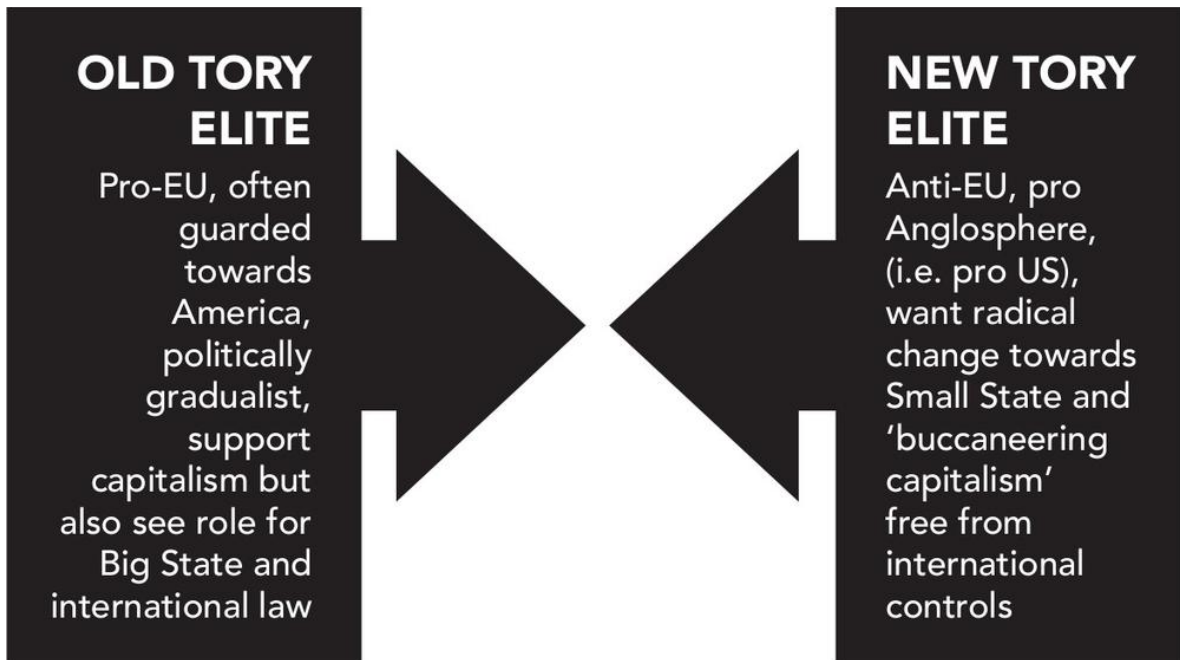 OLD TORY
ELITE
Pro-EU, often
guarded
towards
America,
politically
gradualist,
support
capitalism but
also see role for
Big State and
international law
NEW TORY
ELITE
Anti-EU, pro
Anglosphere,
(i.e. pro US),
want radical
change towards
Small State and
‘buccaneering
capitalism’
free from
international
controls